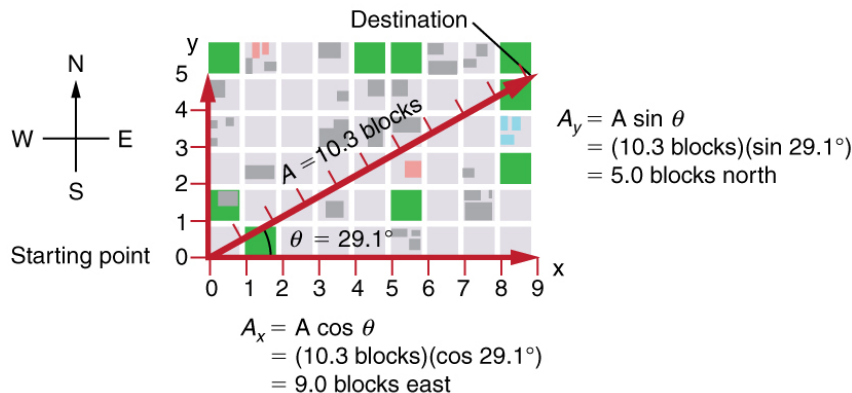 Destination
y
5
4
3
2
1
0
N
W E
S
A = 10.3 blocks
θ = 29.1°
Starting point
0 1 2 3 4 5 6 7 8 9
x
A_y = A sin θ
= (10.3 blocks)(sin 29.1°)
= 5.0 blocks north
A_x = A cos θ
= (10.3 blocks)(cos 29.1°)
= 9.0 blocks east